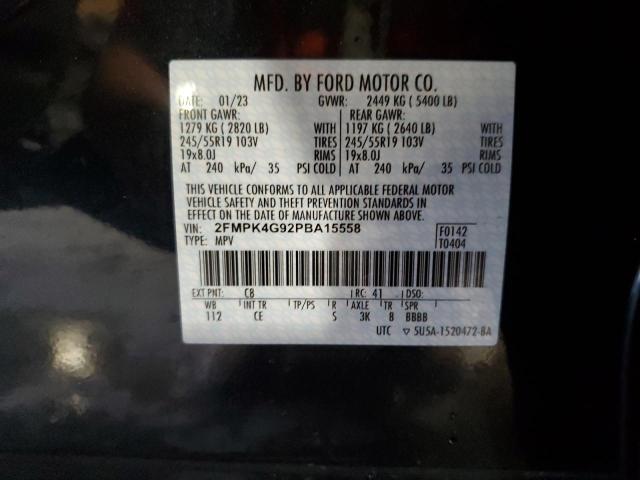 MFD. BY FORD MOTOR CO.
DATE: 01/23 GVWR: 2449 KG ( 5400 LB)
FRONT GAWR: REAR GAWR:
1279 KG ( 2820 LB) WITH 1197 KG ( 2640 LB) WITH
245/55R19 103V TIRES 245/55R19 103V TIRES
19x8.0J RIMS 19x8.0J RIMS
AT 240 kPa/ 35 PSI COLD AT 240 kPa/ 35 PSI COLD
THIS VEHICLE CONFORMS TO ALL APPLICABLE FEDERAL MOTOR
VEHICLE SAFETY AND THEFT PREVENTION STANDARDS IN
EFFECT ON THE DATE OF MANUFACTURE SHOWN ABOVE.
VIN: 2FMPK4G92PBA15558 F0142
TYPE: MPV T0404
EXT PNT: C8 RC: 41 DSO:
WB INT TR TP/PS R AXLE TR SPR
112 CE S 3K 8 BBBB
UTC ▽ 5U5A-1520472-BA